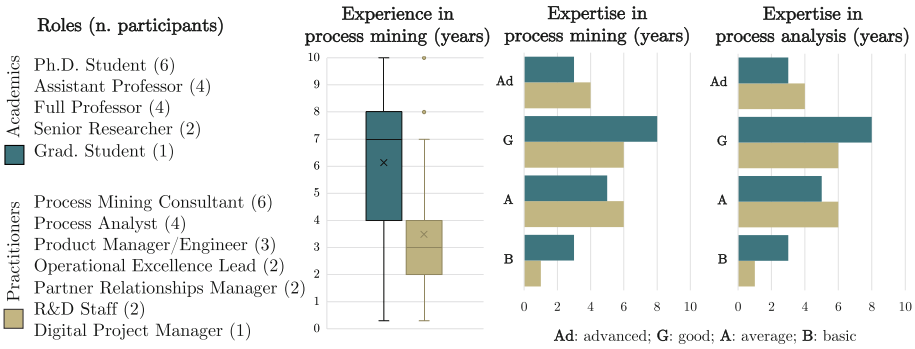 Roles (n. participants)
Academics
Ph.D. Student (6)
Assistant Professor (4)
Full Professor (4)
Senior Researcher (2)
Grad. Student (1)
Practitioners
Process Mining Consultant (6)
Process Analyst (4)
Product Manager/Engineer (3)
Operational Excellence Lead (2)
Partner Relationships Manager (2)
R&D Staff (2)
Digital Project Manager (1)
Experience in
process mining (years)
10
9
8
7
6
5
4
3
2
1
0
Expertise in
process mining (years)
Ad
G
A
B
0 2 4 6 8 10
Expertise in
process analysis (years)
Ad
G
A
B
0 2 4 6 8 10
Ad: advanced; G: good; A: average; B: basic